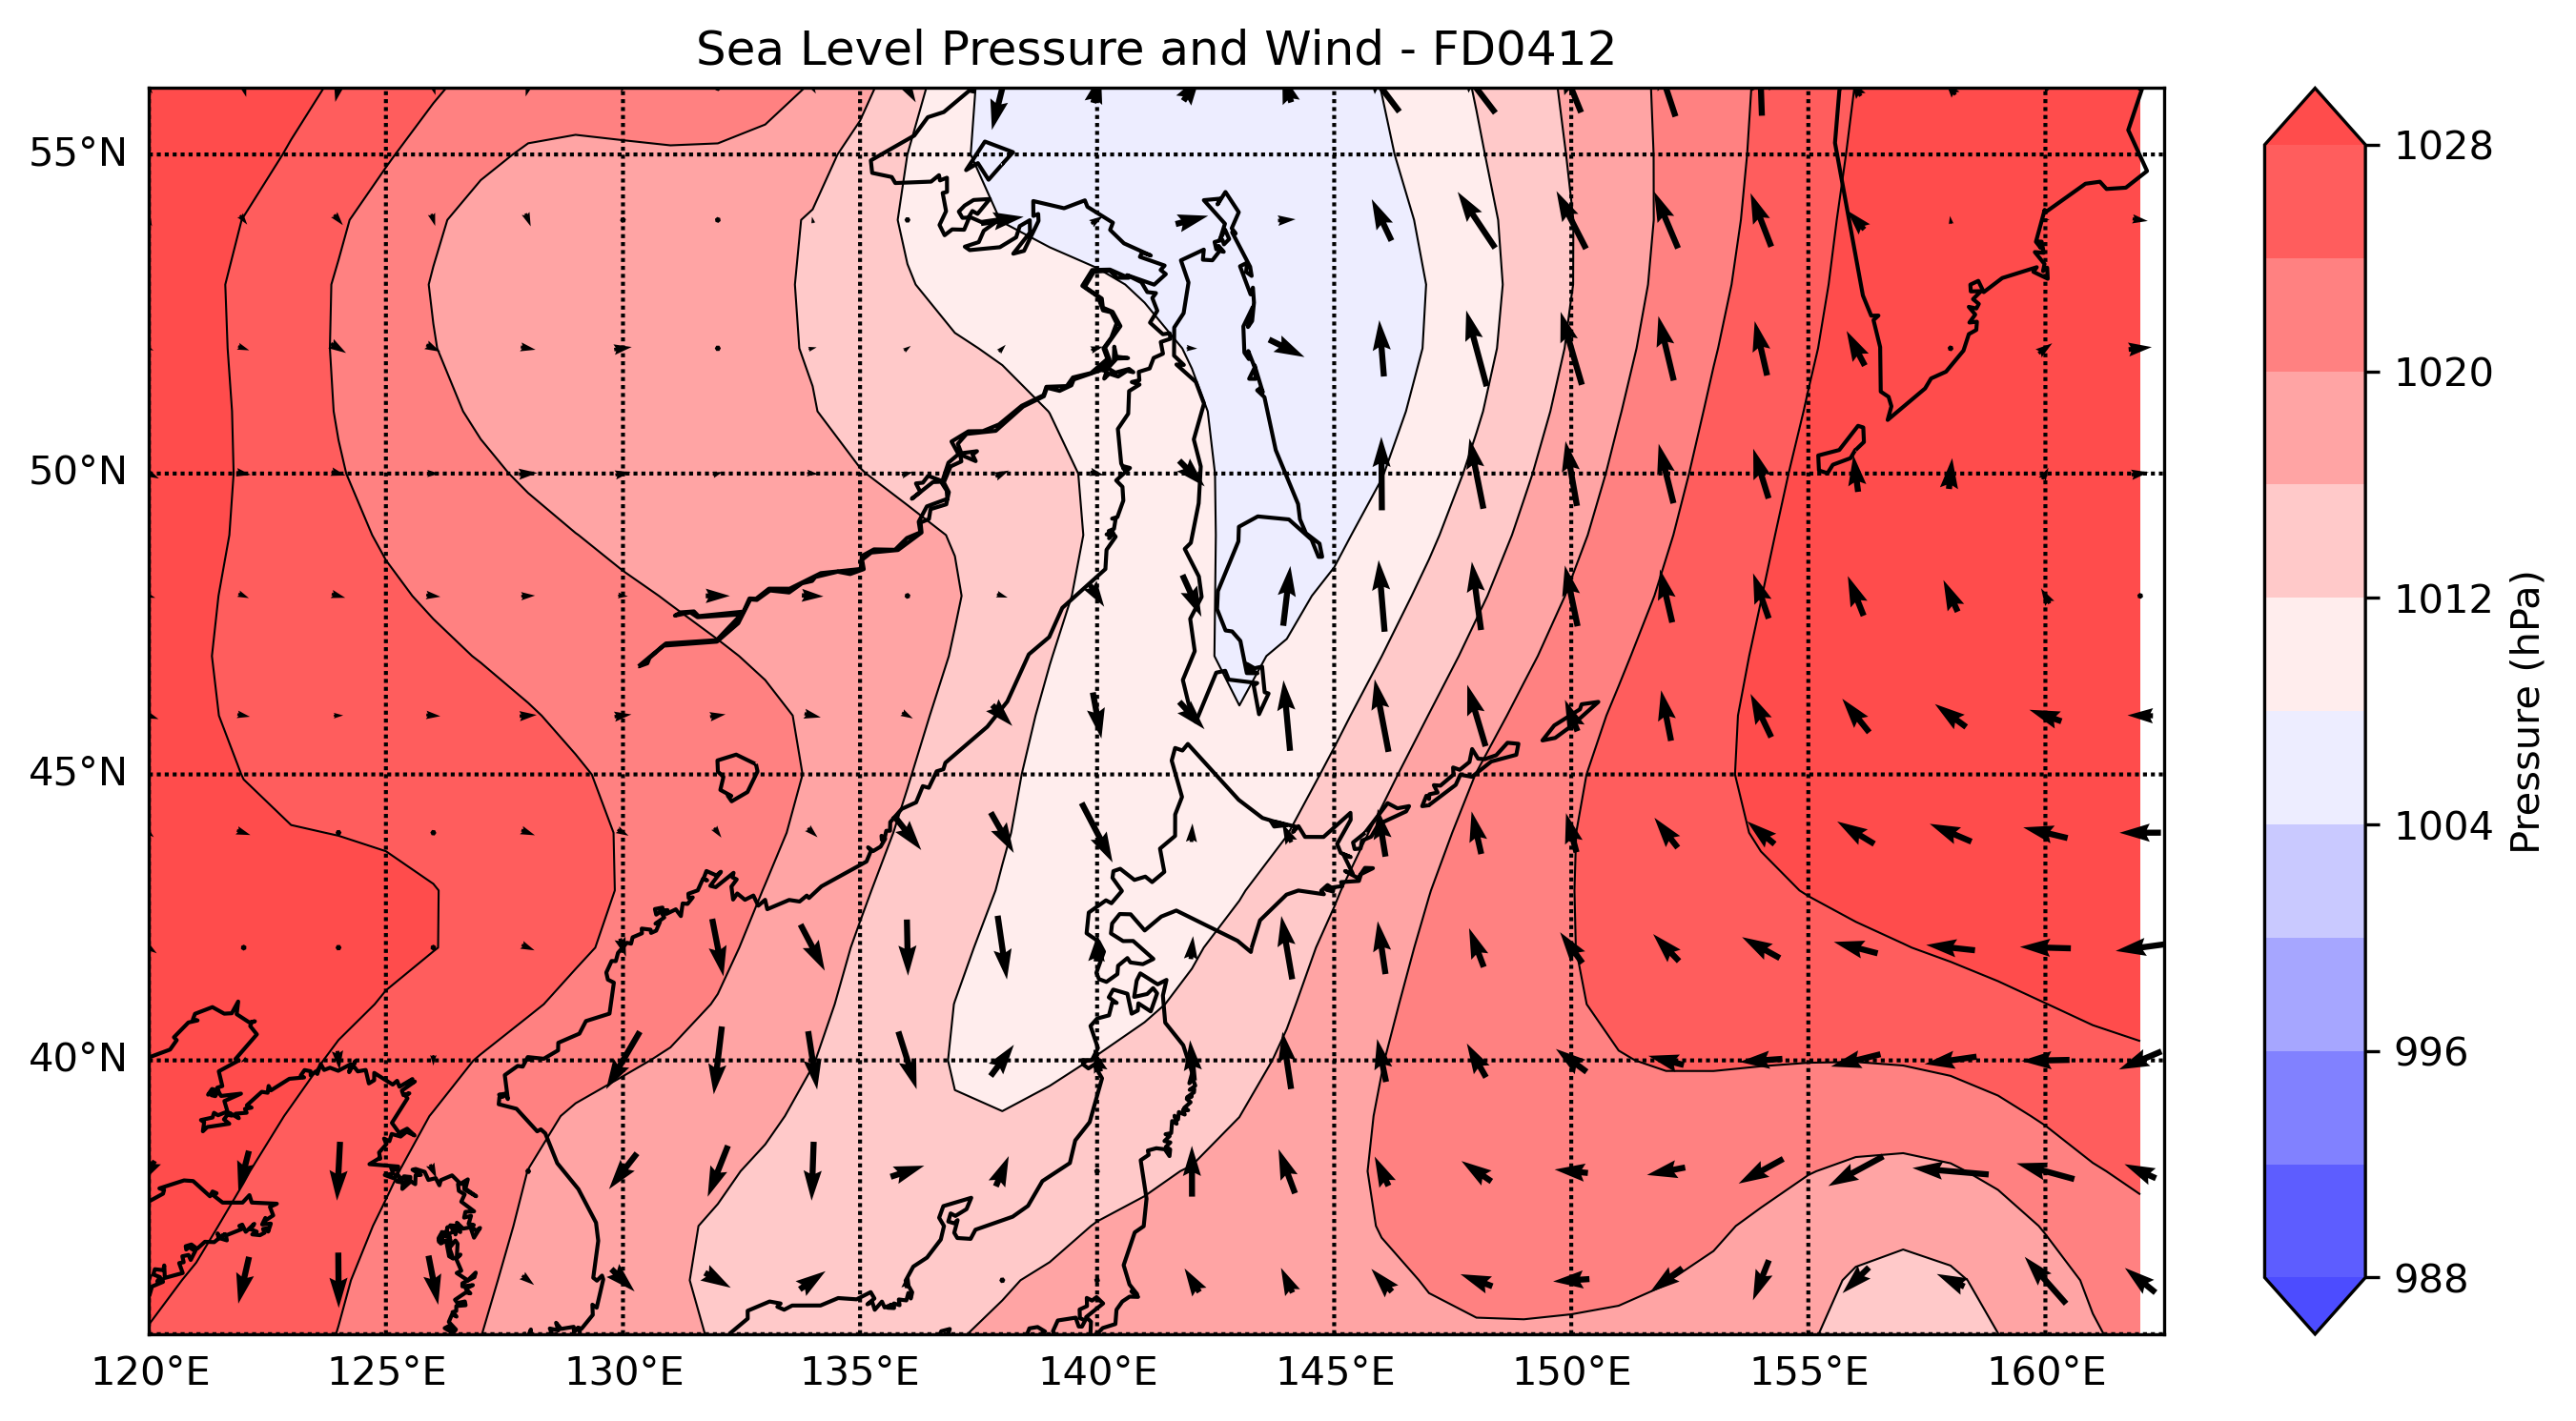 Sea Level Pressure and Wind - FD0412
55°N
50°N
45°N
40°N
120°E 125°E 130°E 135°E 140°E 145°E 150°E 155°E 160°E
1028
1020
1012
1004
996
988
Pressure (hPa)